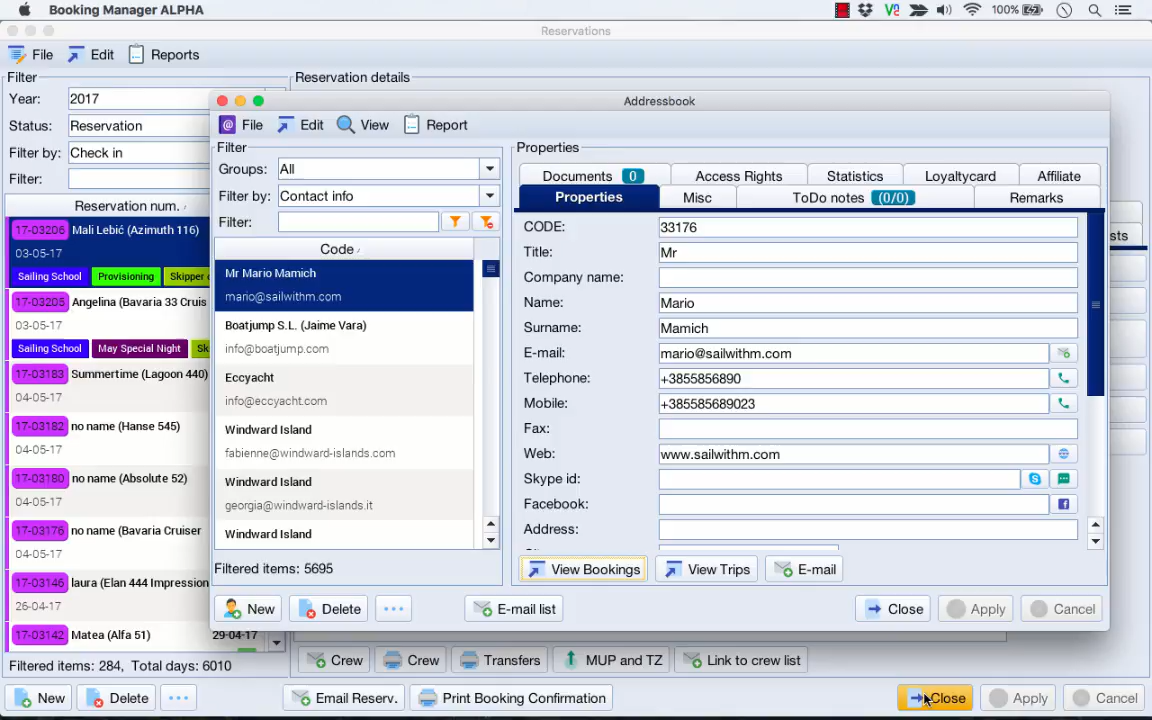 Booking Manager ALPHA
100%
Reservations
File Edit Reports
Filter
Reservation details
Year: 2017
Status: Reservation
Filter by: Check in
Filter:
Reservation num.
17-03206 Mali Lebić (Azimuth 116)
03-05-17
Sailing School Provisioning Skipper
17-03205 Angelina (Bavaria 33 Cruis
03-05-17
Sailing School May Special Night Sk
17-03183 Summertime (Lagoon 440)
04-05-17
17-03182 no name (Hanse 545)
04-05-17
17-03180 no name (Absolute 52)
04-05-17
17-03176 no name (Bavaria Cruiser
04-05-17
17-03146 laura (Elan 444 Impression
26-04-17
17-03142 Matea (Alfa 51) 29-04-17
Filtered items: 284, Total days: 6010
New Delete ...
Addressbook
File Edit View Report
Filter
Groups: All
Filter by: Contact info
Filter:
Code
Mr Mario Mamich
mario@sailwithm.com
Boatjump S.L. (Jaime Vara)
info@boatjump.com
Eccyacht
info@eccyacht.com
Windward Island
fabienne@windward-islands.com
Windward Island
georgia@windward-islands.it
Windward Island
Filtered items: 5695
New Delete ... E-mail list
Properties
Documents 0 Access Rights Statistics Loyaltycard Affiliate
Properties Misc ToDo notes (0/0) Remarks
CODE: 33176
Title: Mr
Company name:
Name: Mario
Surname: Mamich
E-mail: mario@sailwithm.com
Telephone: +3855856890
Mobile: +385585689023
Fax:
Web: www.sailwithm.com
Skype id:
Facebook:
Address:
View Bookings View Trips E-mail
Close Apply Cancel
sts
Crew Crew Transfers MUP and TZ Link to crew list
Email Reserv. Print Booking Confirmation Close Apply Cancel